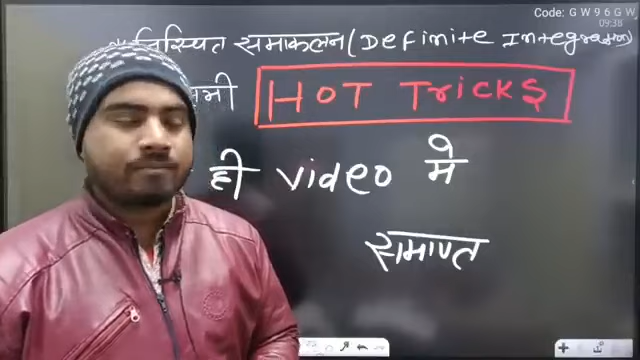 Code: G W 9 6 G W
09:38
निश्चित समाकलन (Definite Integration)
सभी HOT TRICKS
ही video मे
समाप्त